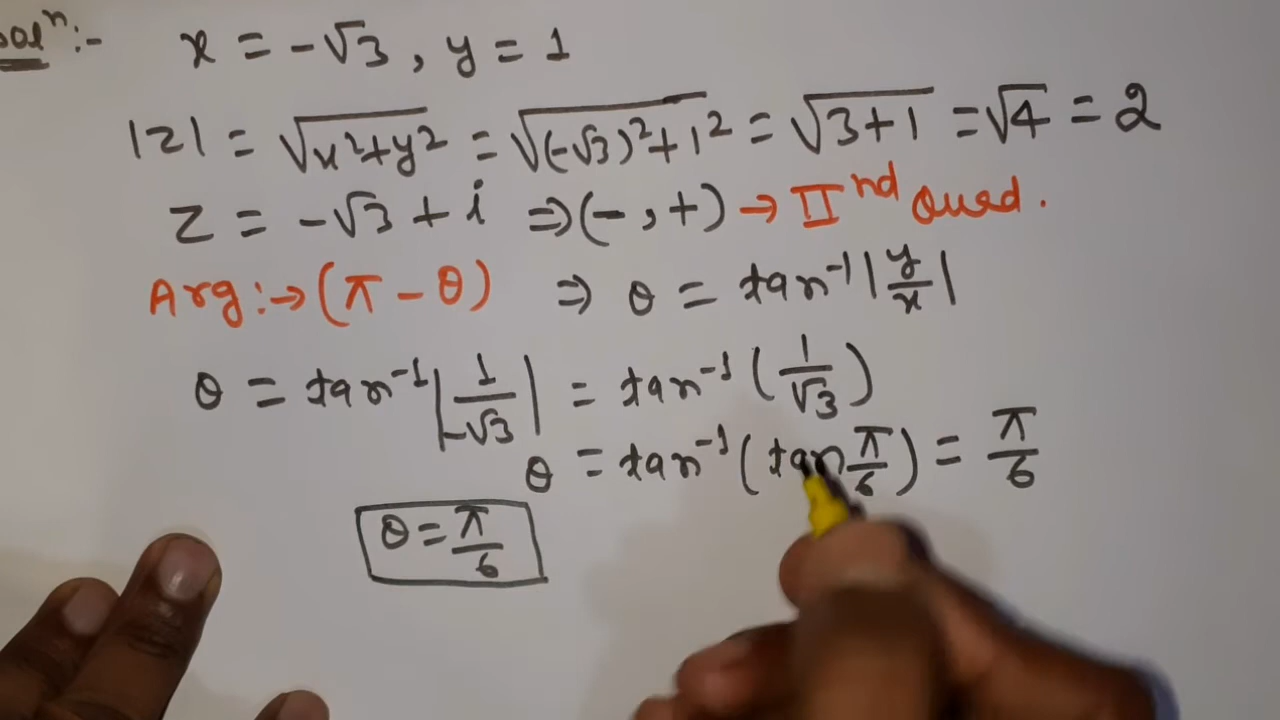 Solⁿ:- x = -√3, y = 1
|z| = √(x²+y²) = √((-√3)²+1²) = √(3+1) = √4 = 2
z = -√3 + i ⇒ (-,+) → IInd Quad.
Arg:→ (π - θ) ⇒ θ = tan⁻¹|y/x|
θ = tan⁻¹|1/-√3| = tan⁻¹(1/√3)
θ = tan⁻¹(tan π/6) = π/6
θ = π/6